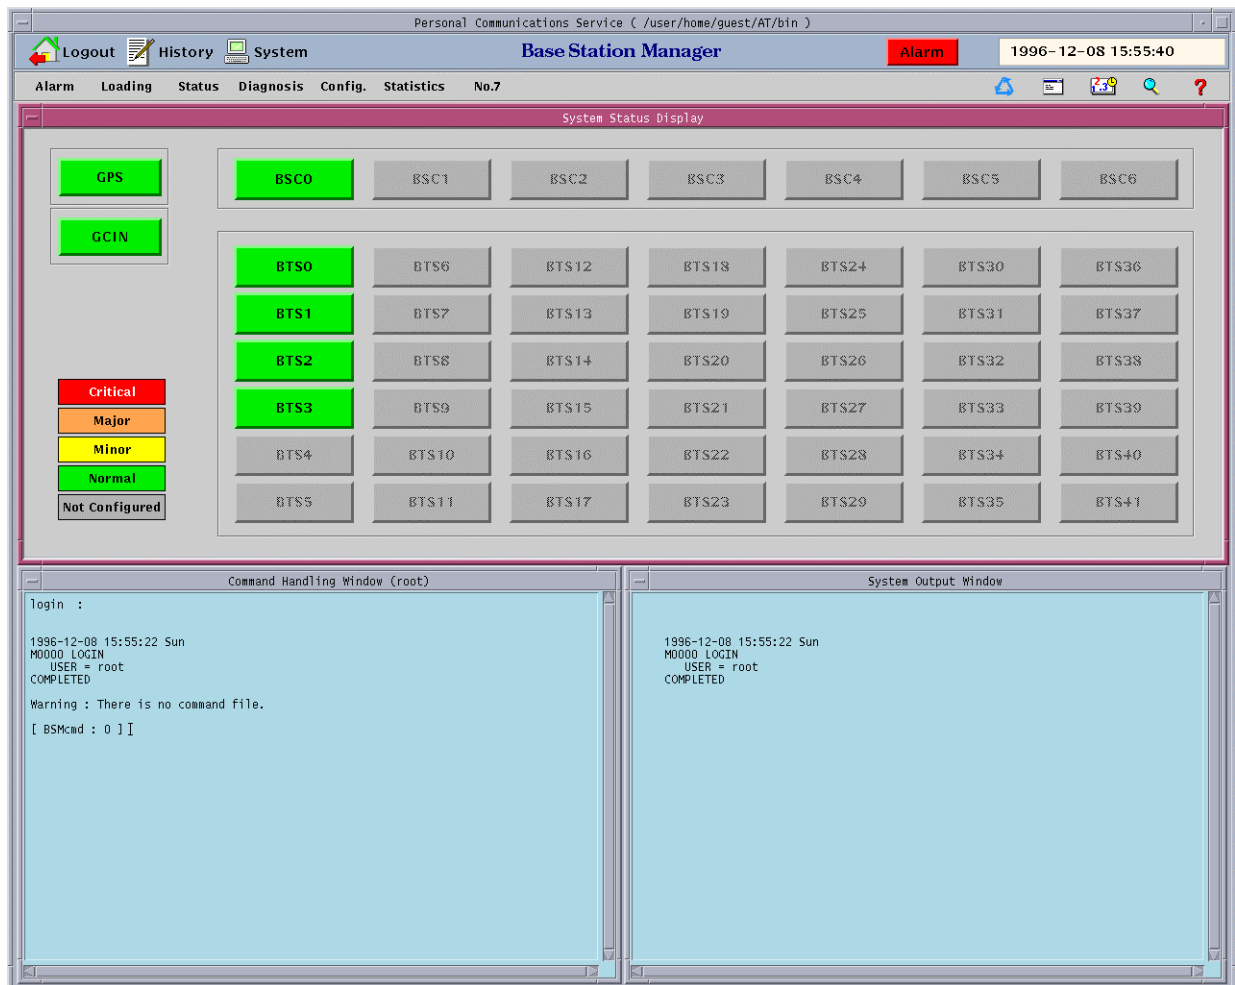 Personal Communications Service ( /user/home/guest/AT/bin )
Logout History System Base Station Manager Alarm 1996-12-08 15:55:40
Alarm Loading Status Diagnosis Config. Statistics No.7 ?
System Status Display
GPS BSC0 BSC1 BSC2 BSC3 BSC4 BSC5 BSC6
GCIN
BTS0 BTS6 BTS12 BTS18 BTS24 BTS30 BTS36
BTS1 BTS7 BTS13 BTS19 BTS25 BTS31 BTS37
BTS2 BTS8 BTS14 BTS20 BTS26 BTS32 BTS38
BTS3 BTS9 BTS15 BTS21 BTS27 BTS33 BTS39
BTS4 BTS10 BTS16 BTS22 BTS28 BTS34 BTS40
BTS5 BTS11 BTS17 BTS23 BTS29 BTS35 BTS41
Critical
Major
Minor
Normal
Not Configured
Command Handling Window (root)
login :
1996-12-08 15:55:22 Sun
M0000 LOGIN
USER = root
COMPLETED
Warning : There is no command file.
[ BSMcmd : 0 ]
System Output Window
1996-12-08 15:55:22 Sun
M0000 LOGIN
USER = root
COMPLETED